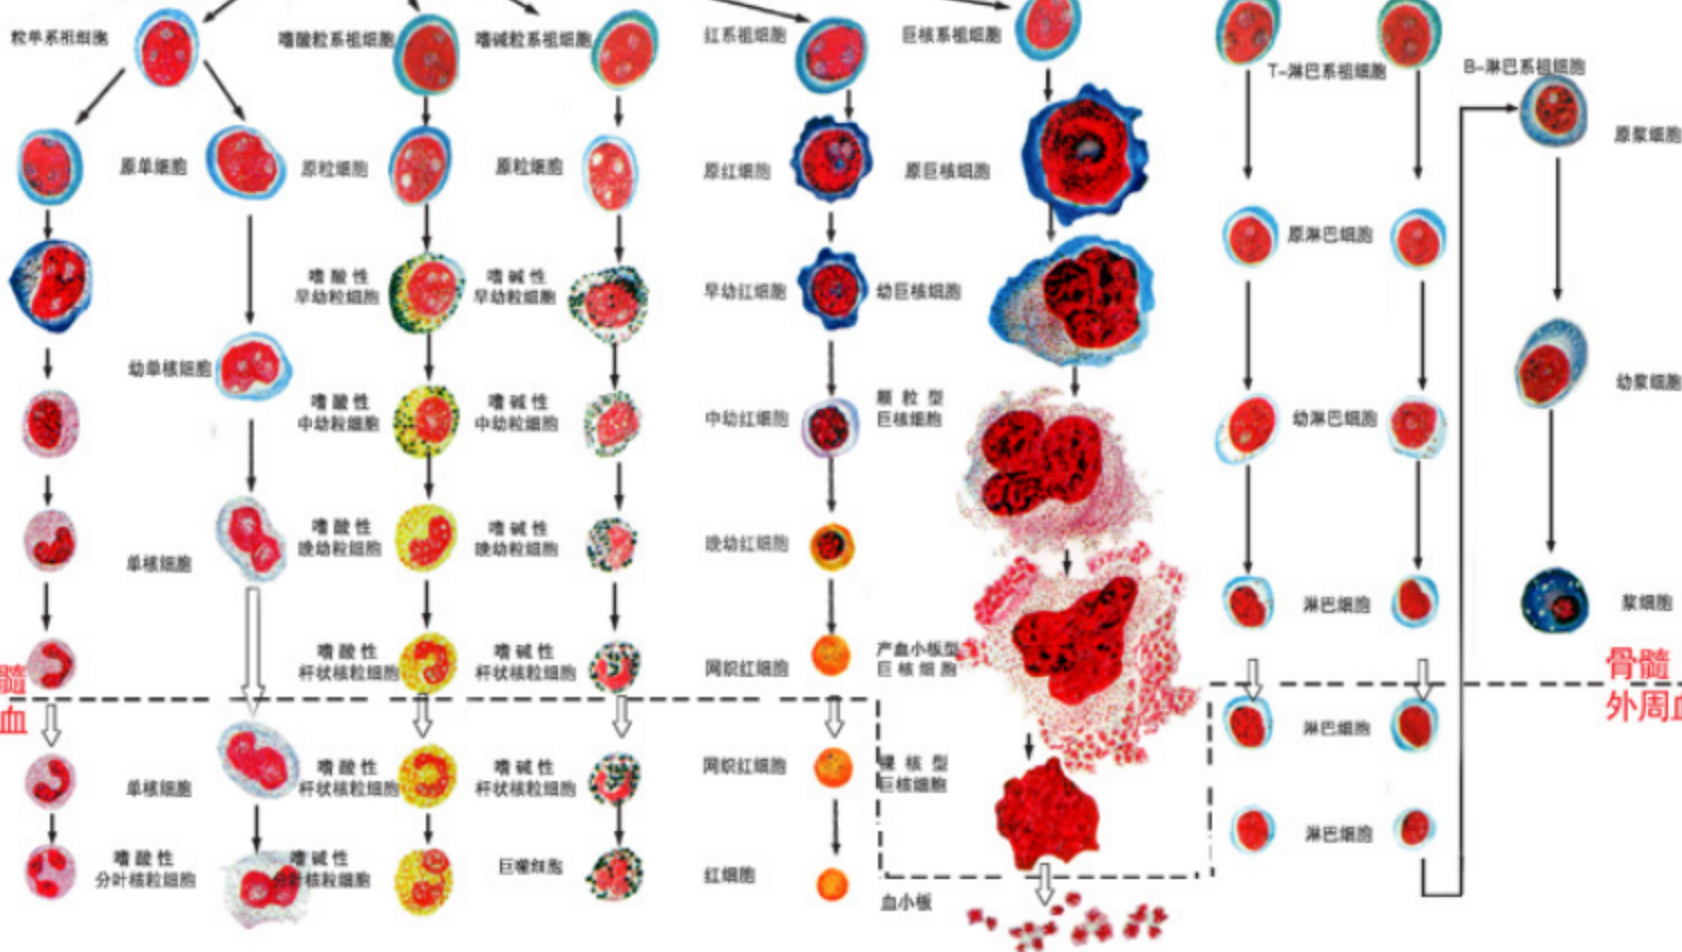 粒单系祖细胞
嗜酸粒系祖细胞
嗜碱粒系祖细胞
红系祖细胞
巨核系祖细胞
T-淋巴系祖细胞
B-淋巴系祖细胞
原单细胞
原粒细胞
原粒细胞
原红细胞
原巨核细胞
原浆细胞
原淋巴细胞
嗜酸性
早幼粒细胞
嗜碱性
早幼粒细胞
早幼红细胞
幼巨核细胞
幼单核细胞
嗜酸性
中幼粒细胞
嗜碱性
中幼粒细胞
中幼红细胞
颗粒型
巨核细胞
幼淋巴细胞
幼浆细胞
单核细胞
嗜酸性
晚幼粒细胞
嗜碱性
晚幼粒细胞
晚幼红细胞
淋巴细胞
浆细胞
嗜酸性
杆状核粒细胞
嗜碱性
杆状核粒细胞
网织红细胞
产血小板型
巨核细胞
髓
血
骨髓
外周血
单核细胞
嗜酸性
杆状核粒细胞
嗜碱性
杆状核粒细胞
网织红细胞
裸核型
巨核细胞
淋巴细胞
嗜酸性
分叶核粒细胞
嗜碱性
分叶核粒细胞
巨噬细胞
红细胞
血小板
淋巴细胞